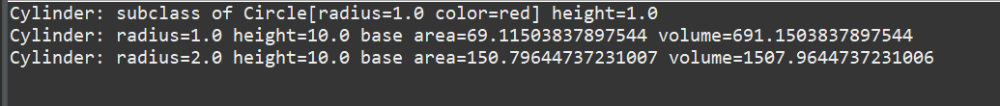 Cylinder: subclass of Circle[radius=1.0 color=red] height=1.0
Cylinder: radius=1.0 height=10.0 base area=69.11503837897544 volume=691.1503837897544
Cylinder: radius=2.0 height=10.0 base area=150.79644737231007 volume=1507.9644737231006